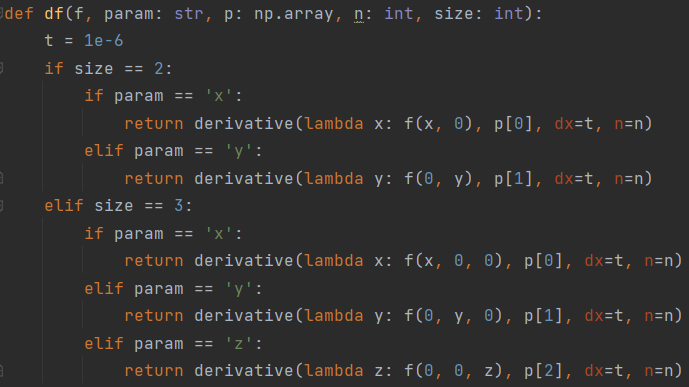 def df(f, param: str, p: np.array, n: int, size: int):
    t = 1e-6
    if size == 2:
        if param == 'x':
            return derivative(lambda x: f(x, 0), p[0], dx=t, n=n)
        elif param == 'y':
            return derivative(lambda y: f(0, y), p[1], dx=t, n=n)
    elif size == 3:
        if param == 'x':
            return derivative(lambda x: f(x, 0, 0), p[0], dx=t, n=n)
        elif param == 'y':
            return derivative(lambda y: f(0, y, 0), p[1], dx=t, n=n)
        elif param == 'z':
            return derivative(lambda z: f(0, 0, z), p[2], dx=t, n=n)